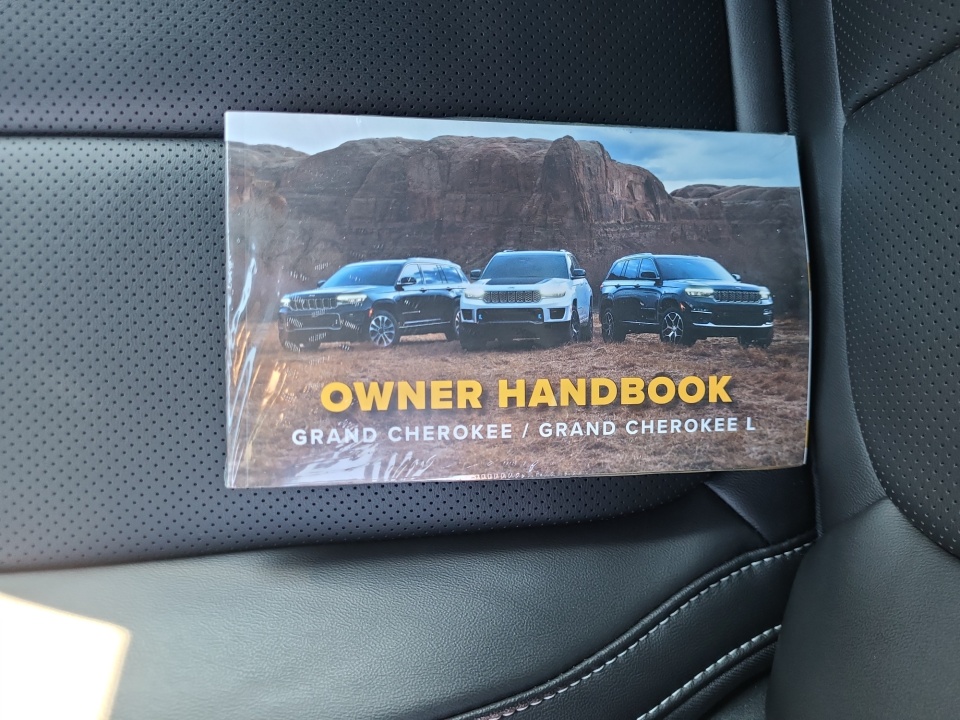 OWNER HANDBOOK
GRAND CHEROKEE / GRAND CHEROKEE L